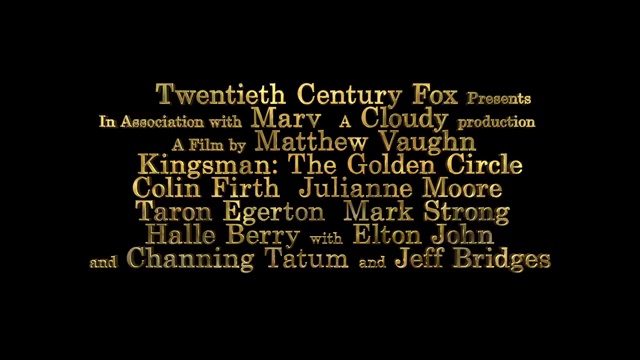 Twentieth Century Fox Presents
In Association with Marv A Cloudy production
A Film by Matthew Vaughn
Kingsman: The Golden Circle
Colin Firth Julianne Moore
Taron Egerton Mark Strong
Halle Berry with Elton John
and Channing Tatum and Jeff Bridges